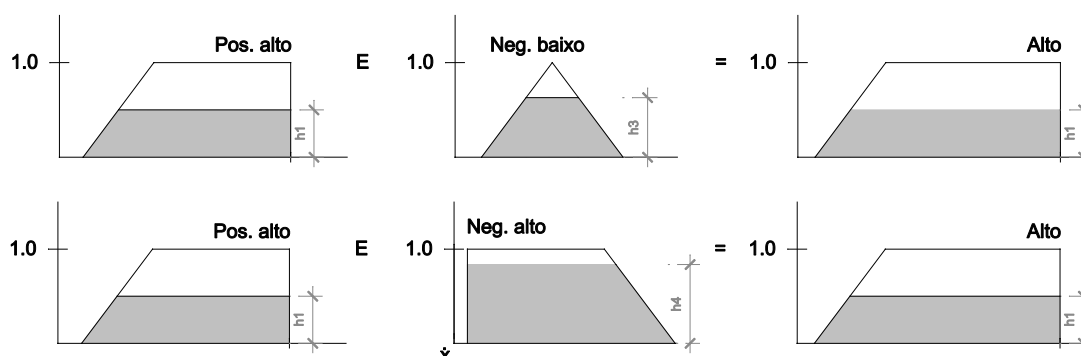 Pos. alto
Neg. baixo
Alto
1.0 E 1.0 = 1.0
h1
h3
h1
Pos. alto
Neg. alto
Alto
1.0 E 1.0 = 1.0
h1
h4
h1